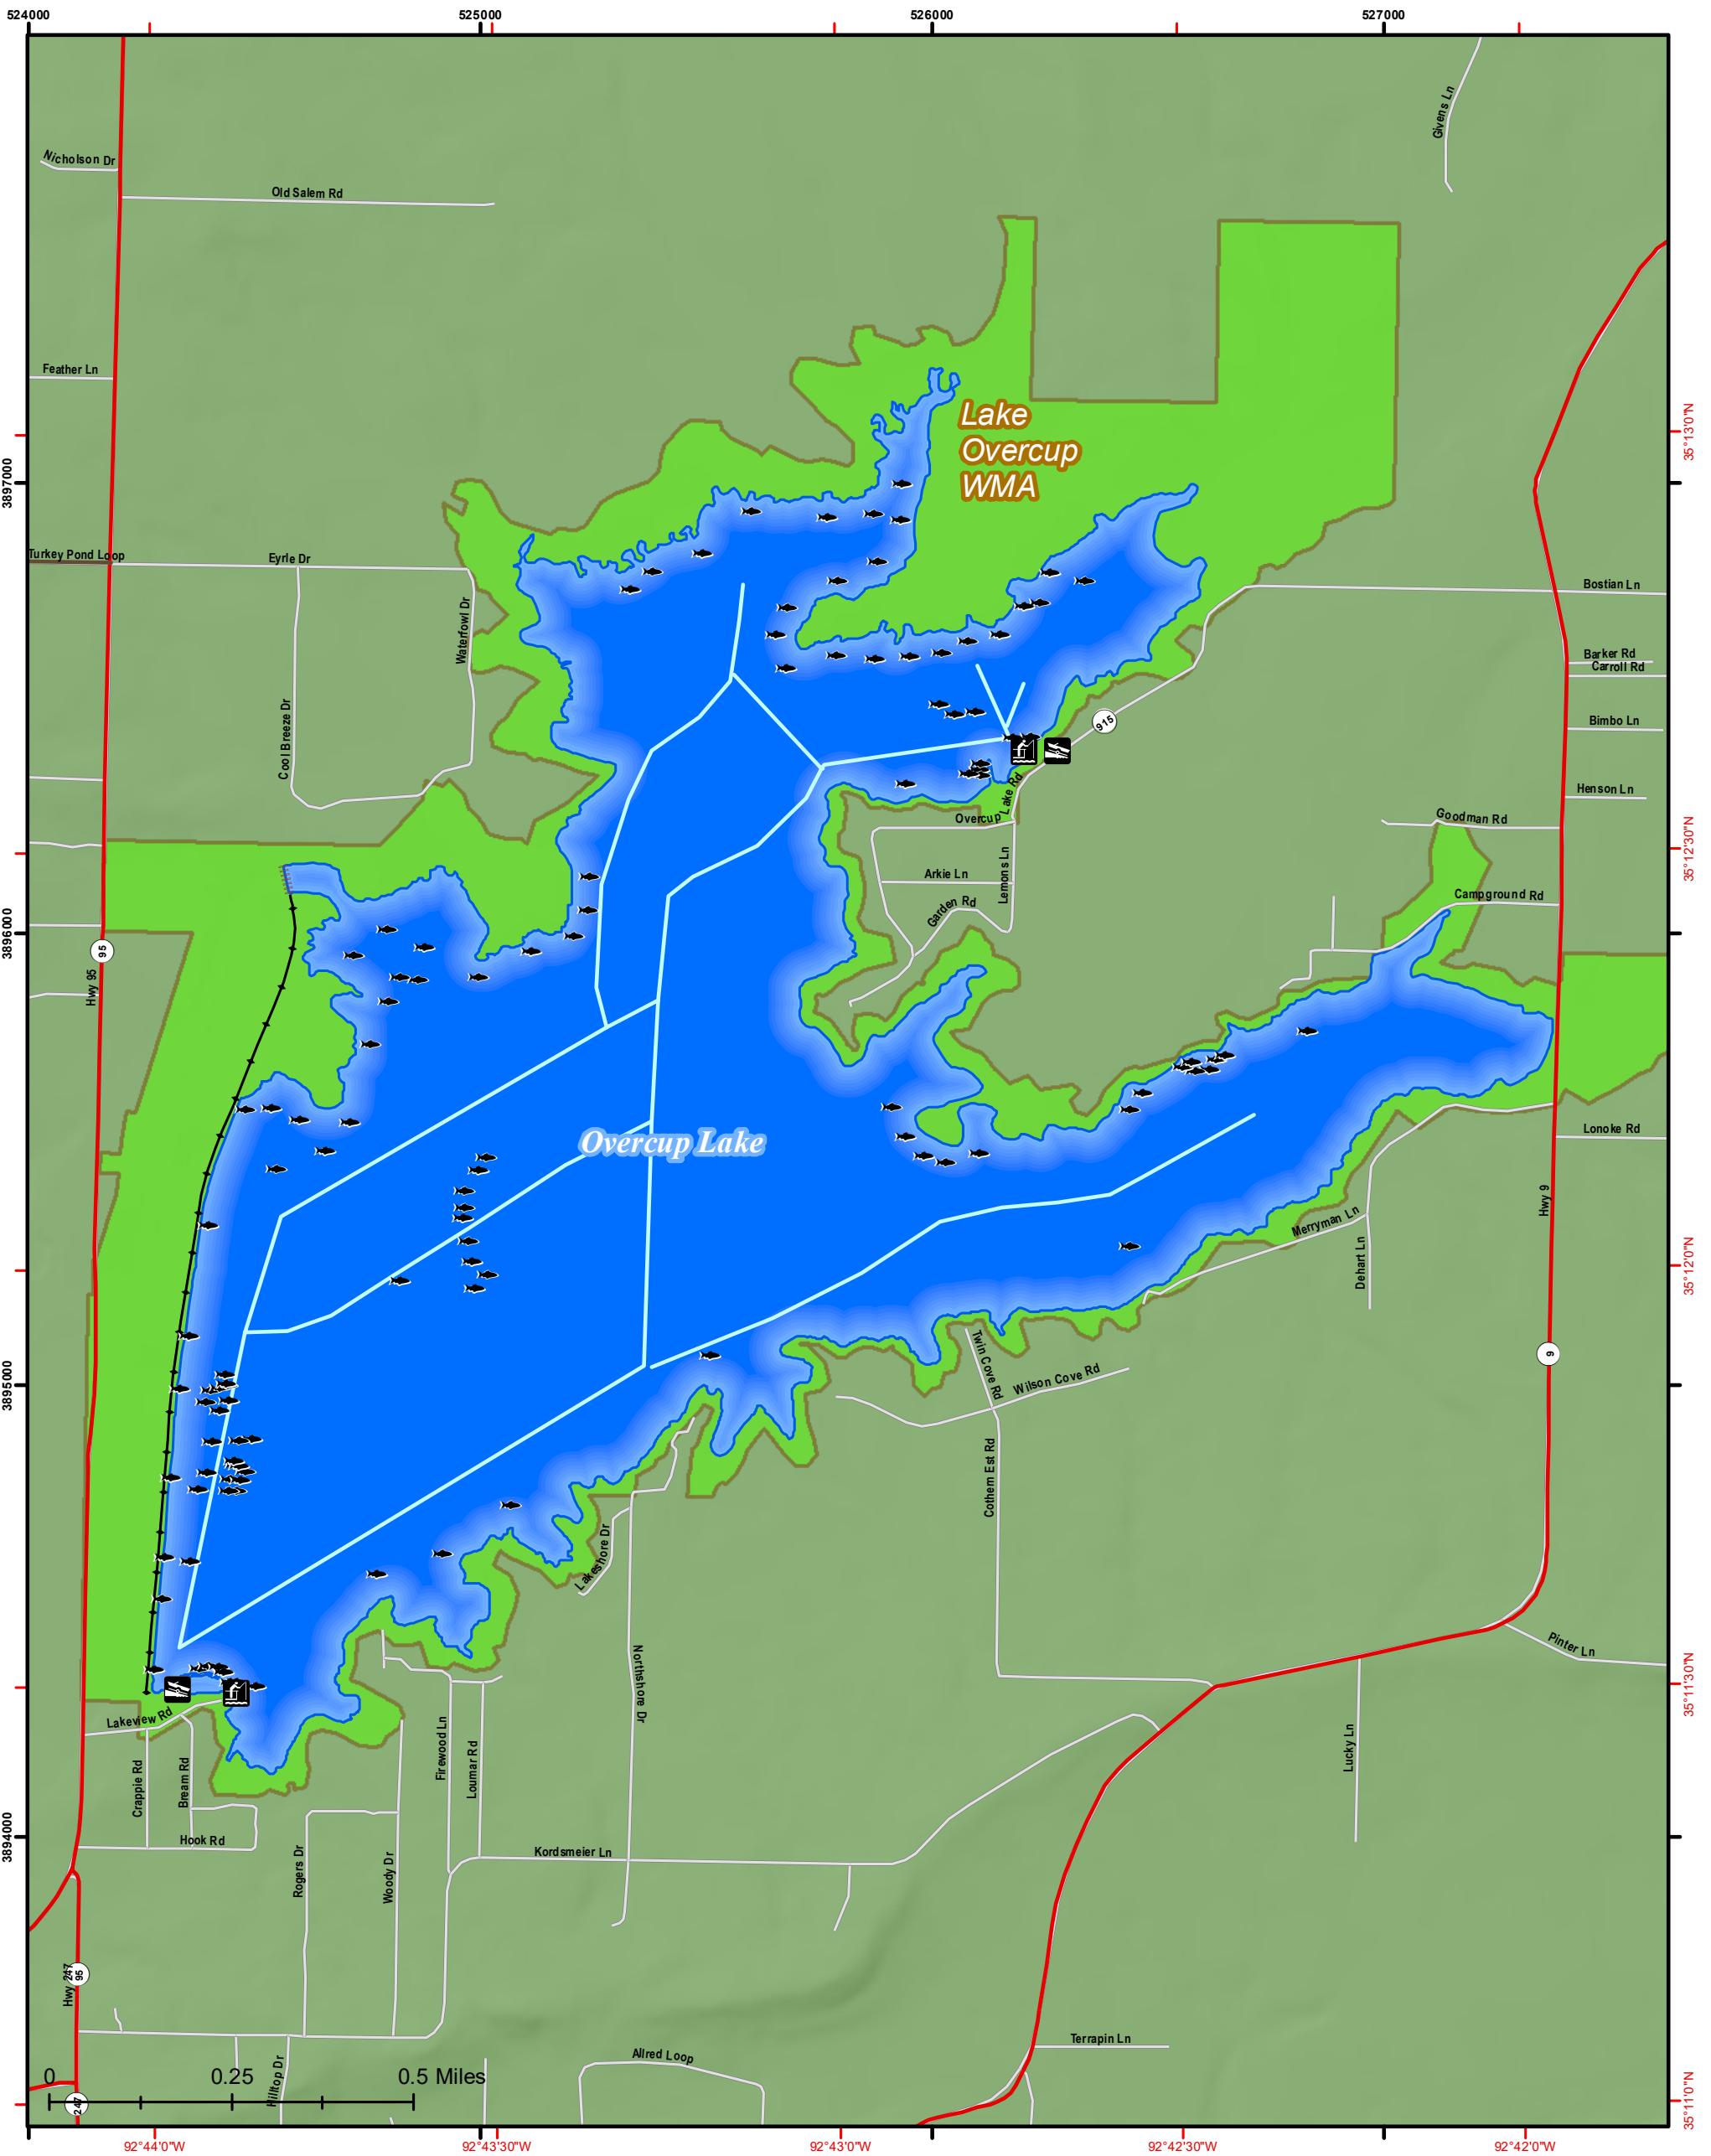 524000
525000
526000
527000
Givens Ln
Nicholson Dr
Old Salem Rd
Feather Ln
Lake
Overcup
WMA
35°13'0"N
3897000
Turkey Pond Loop
Eyrle Dr
Bostian Ln
Waterfowl Dr
Barker Rd
Carroll Rd
Cool Breeze Dr
915
Bimbo Ln
Henson Ln
Lake Rd
Overcup
Goodman Rd
35°12'30"N
Arkie Ln
Lemons Ln
Garden Rd
Campground Rd
3896000
95
Hwy 95
Overcup Lake
Lonoke Rd
Hwy 9
Merryman Ln
Dehart Ln
35°12'0"N
9
Twin Cove Rd
Wilson Cove Rd
3895000
Cothern Est Rd
Lakeshore Dr
Northshore Dr
Pinter Ln
35°11'30"N
Lakeview Rd
Firewood Ln
Loumar Rd
Lucky Ln
Crappie Rd
Bream Rd
3894000
Hook Rd
Kordsmeier Ln
Rogers Dr
Woody Dr
Hwy 247
95
Terrapin Ln
Allred Loop
Hilltop Dr
0 0.25 0.5 Miles
247
35°11'0"N
92°44'0"W
92°43'30"W
92°43'0"W
92°42'30"W
92°42'0"W